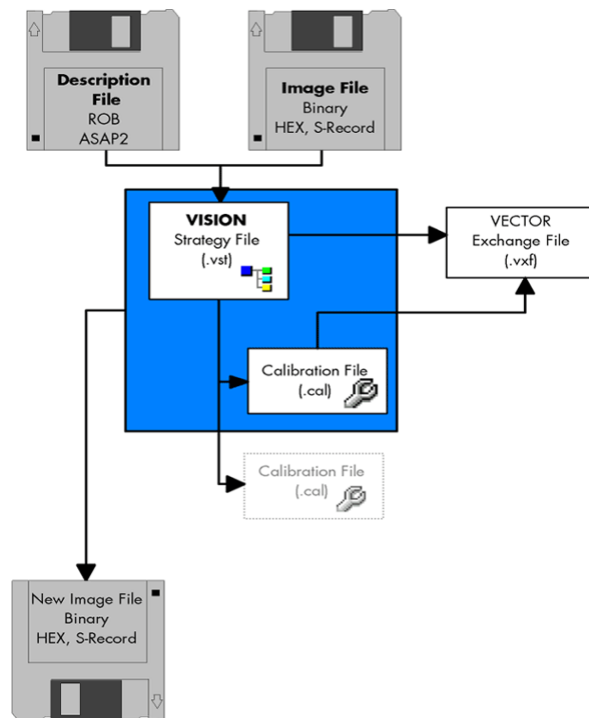 Description
File
ROB
ASAP2
Image File
Binary
HEX, S-Record
VISION
Strategy File
(.vst)
VECTOR
Exchange File
(.vxf)
Calibration File
(.cal)
Calibration File
(.cal)
New Image File
Binary
HEX, S-Record